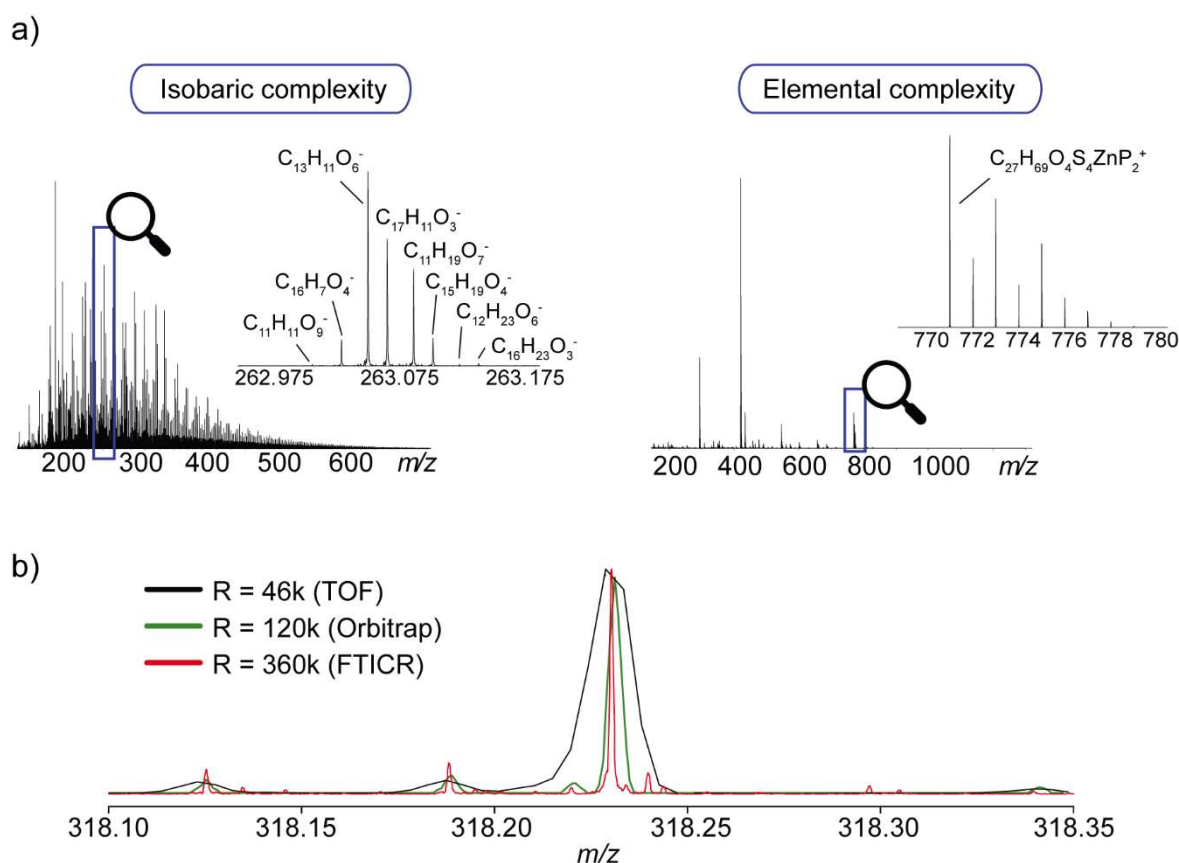 a)
Isobaric complexity
Elemental complexity
C₁₃H₁₁O₆⁻
C₁₇H₁₁O₃⁻
C₁₁H₁₉O₇⁻
C₁₆H₇O₄⁻
C₁₅H₁₉O₄⁻
C₁₂H₂₃O₆⁻
C₁₁H₁₁O₉⁻
C₁₆H₂₃O₃⁻
262.975 263.075 263.175
200 300 400 500 600 m/z
C₂₇H₆₉O₄S₄ZnP₂⁺
770 772 774 776 778 780
200 400 600 800 1000 m/z
b)
R = 46k (TOF)
R = 120k (Orbitrap)
R = 360k (FTICR)
318.10 318.15 318.20 318.25 318.30 318.35
m/z